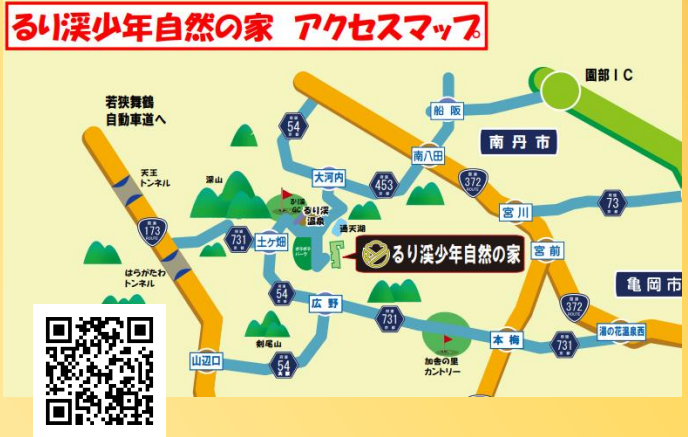 るり渓少年自然の家 アクセスマップ
園部IC
若狭舞鶴
自動車道へ
船阪
54
南丹市
南八田
天王
トンネル
深山
大河内
453
372
73
宮川
るり渓
温泉
通天湖
173
ROUTE
731
土ヶ畑
るり渓少年自然の家
宮前
はらがたわ
トンネル
亀岡市
54
広野
372
ROUTE
731
剣尾山
本梅
731
湯の花温泉西
山辺口
54
加舎の里
カントリー